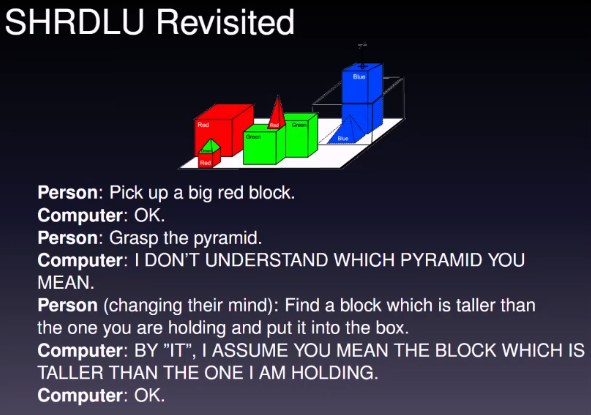 SHRDLU Revisited
Blue
Red
Red
Green
Green
Green
Blue
Red
Person: Pick up a big red block.
Computer: OK.
Person: Grasp the pyramid.
Computer: I DON'T UNDERSTAND WHICH PYRAMID YOU
MEAN.
Person (changing their mind): Find a block which is taller than
the one you are holding and put it into the box.
Computer: BY ”IT”, I ASSUME YOU MEAN THE BLOCK WHICH IS
TALLER THAN THE ONE I AM HOLDING.
Computer: OK.